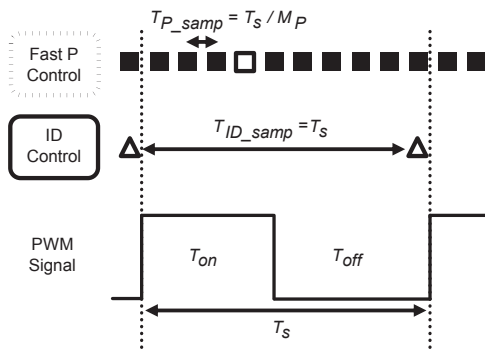 T_P_samp = T_s / M_P
Fast P
Control
ID
Control
T_ID_samp = T_s
PWM
Signal
T_on
T_off
T_s